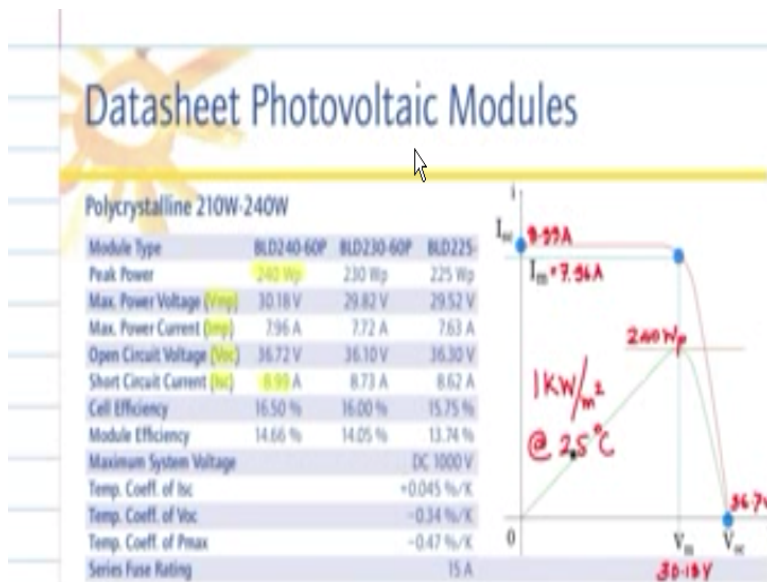 Datasheet Photovoltaic Modules
Polycrystalline 210W-240W
Module Type BLD240-60P BLD230-60P BLD225-
Peak Power 240 Wp 230 Wp 225 Wp
Max. Power Voltage (Vmp) 30.18 V 29.82 V 29.52 V
Max. Power Current (Imp) 7.96 A 7.72 A 7.63 A
Open Circuit Voltage (Voc) 36.72 V 36.10 V 36.30 V
Short Circuit Current (Isc) 8.99 A 8.73 A 8.62 A
Cell Efficiency 16.50 % 16.00 % 15.75 %
Module Efficiency 14.66 % 14.05 % 13.74 %
Maximum System Voltage DC 1000 V
Temp. Coeff. of Isc +0.045 %/K
Temp. Coeff. of Voc -0.34 %/K
Temp. Coeff. of Pmax -0.47 %/K
Series Fuse Rating 15 A
i
Isc 8.99A
Im = 7.96A
240 Wp
1KW/m2
@ 25°C
36.7
0 Vm Voc
30.18V